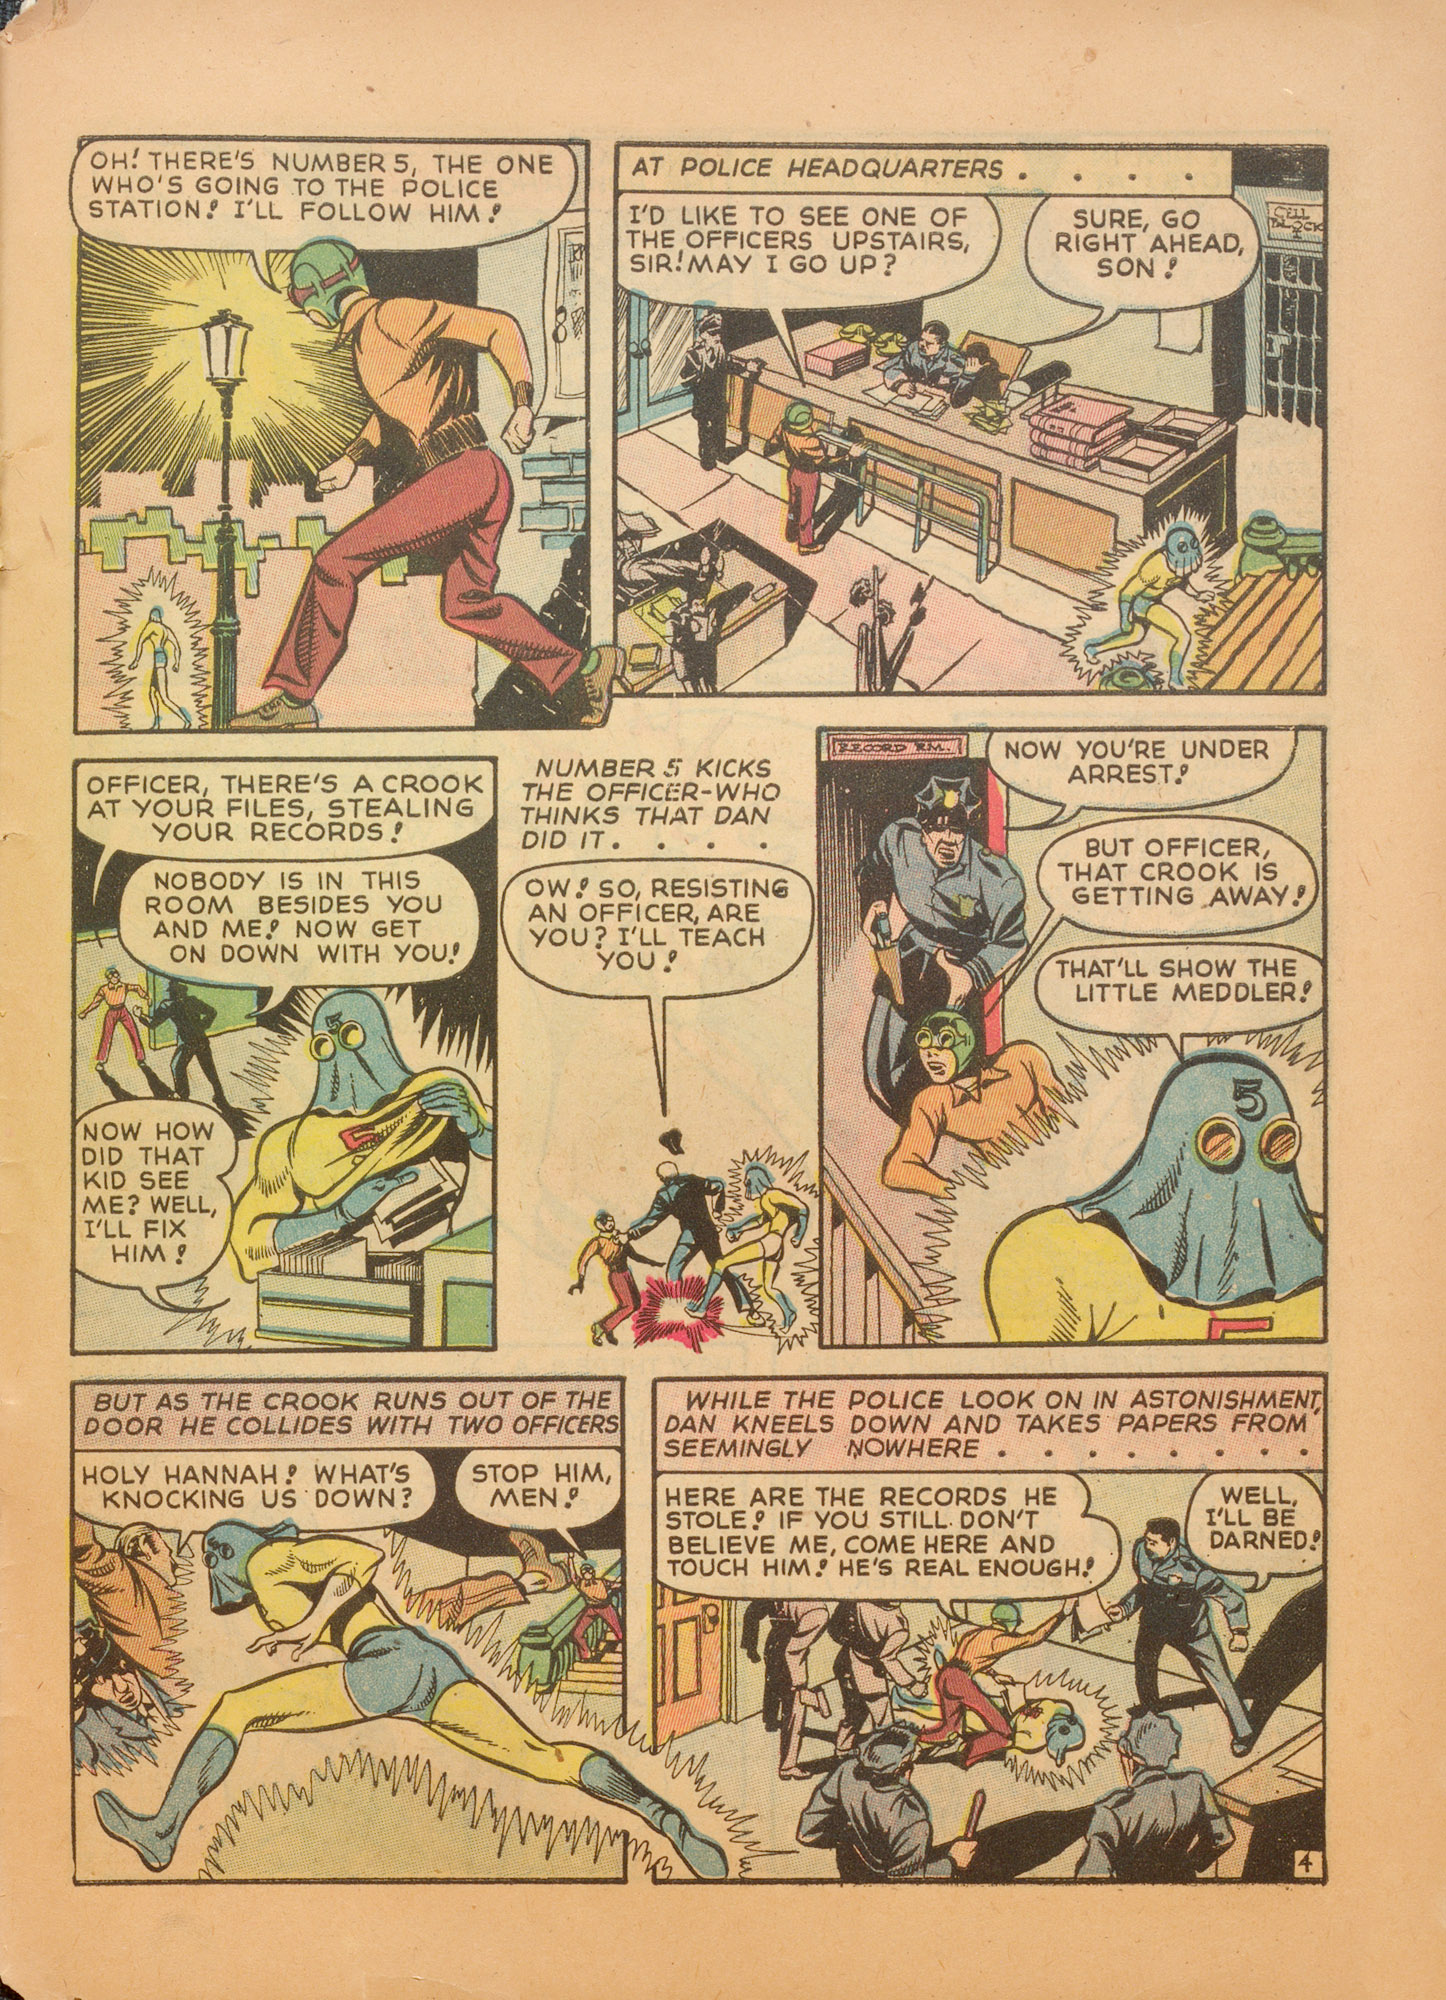 OH! THERE'S NUMBER 5, THE ONE
WHO'S GOING TO THE POLICE
STATION! I'LL FOLLOW HIM!
AT POLICE HEADQUARTERS . . . .
I'D LIKE TO SEE ONE OF
THE OFFICERS UPSTAIRS,
SIR! MAY I GO UP?
SURE, GO
RIGHT AHEAD,
SON!
CELL
BLOCK
1
OFFICER, THERE'S A CROOK
AT YOUR FILES, STEALING
YOUR RECORDS!
NOBODY IS IN THIS
ROOM BESIDES YOU
AND ME! NOW GET
ON DOWN WITH YOU!
5
5
NOW HOW
DID THAT
KID SEE
ME? WELL,
I'LL FIX
HIM!
NUMBER 5 KICKS
THE OFFICER-WHO
THINKS THAT DAN
DID IT . . . .
OW! SO, RESISTING
AN OFFICER, ARE
YOU? I'LL TEACH
YOU!
RECORD RM.
NOW YOU'RE UNDER
ARREST!
BUT OFFICER,
THAT CROOK IS
GETTING AWAY!
THAT'LL SHOW THE
LITTLE MEDDLER!
5
BUT AS THE CROOK RUNS OUT OF THE
DOOR HE COLLIDES WITH TWO OFFICERS
HOLY HANNAH! WHAT'S
KNOCKING US DOWN?
STOP HIM,
MEN!
WHILE THE POLICE LOOK ON IN ASTONISHMENT,
DAN KNEELS DOWN AND TAKES PAPERS FROM
SEEMINGLY NOWHERE . . . . . . . .
HERE ARE THE RECORDS HE
STOLE! IF YOU STILL DON'T
BELIEVE ME, COME HERE AND
TOUCH HIM! HE'S REAL ENOUGH!
WELL,
I'LL BE
DARNED!
4